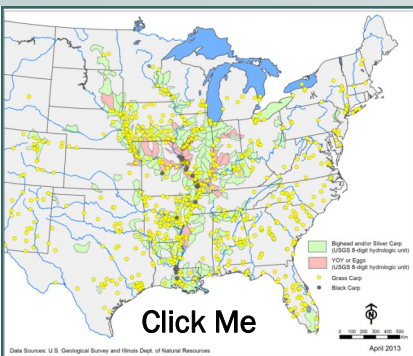 Bighead and/or Silver Carp
(USGS 8-digit hydrologic unit)
YOY or Eggs
(USGS 8-digit hydrologic unit)
Grass Carp
Black Carp
N
Click Me
0 100 200 300 400 500
Km
Data Sources: U.S. Geological Survey and Illinois Dept. of Natural Resources
April 2013